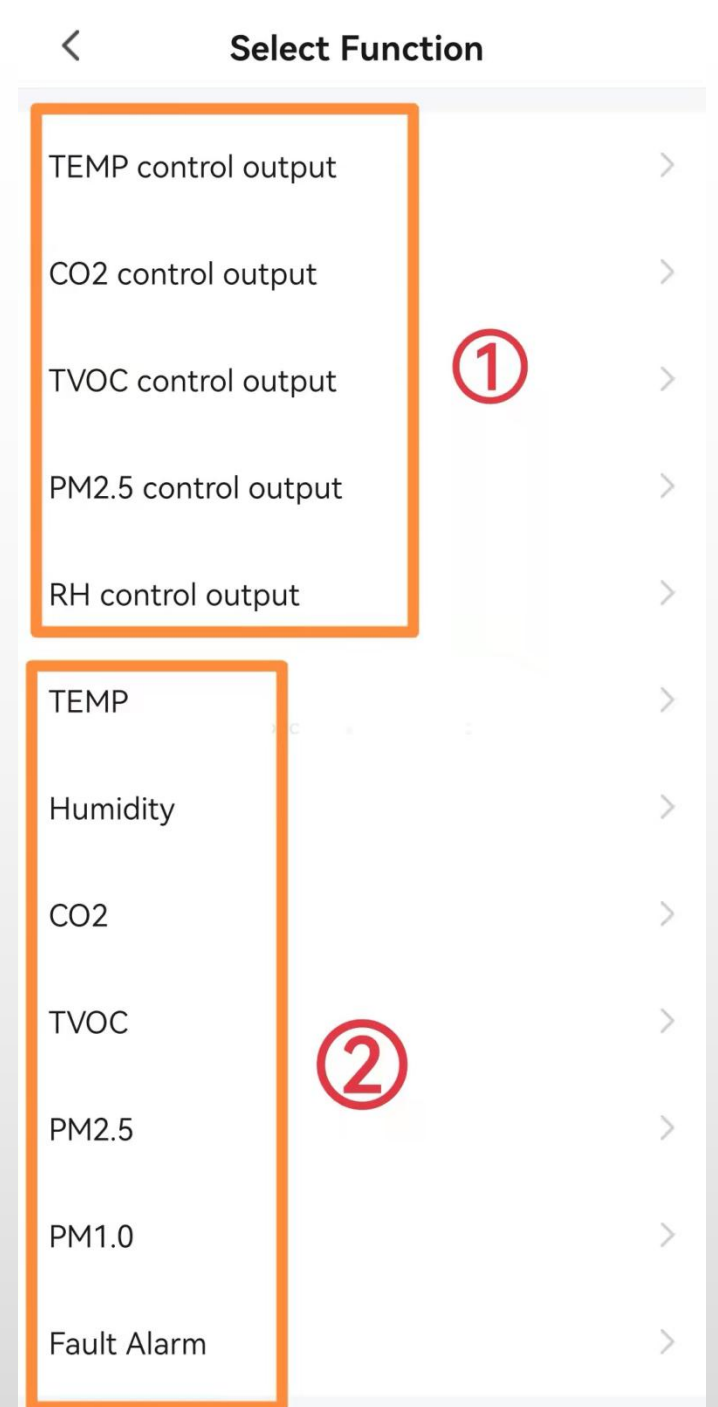 Select Function
TEMP control output
CO2 control output
TVOC control output
①
PM2.5 control output
RH control output
TEMP
Humidity
CO2
TVOC
②
PM2.5
PM1.0
Fault Alarm